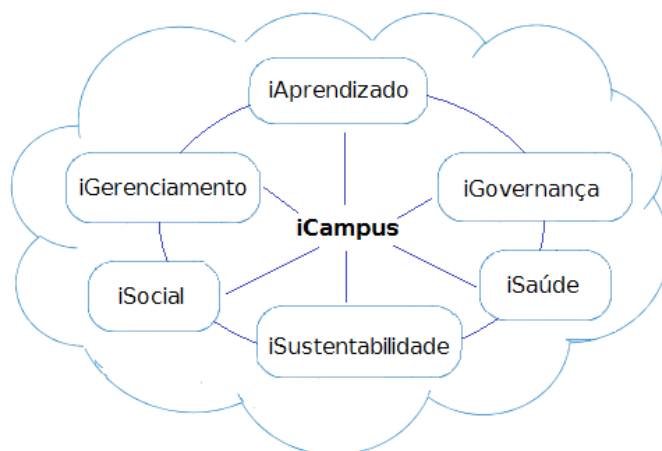 iAprendizado
iGerenciamento
iGovernança
iCampus
iSocial
iSaúde
iSustentabilidade